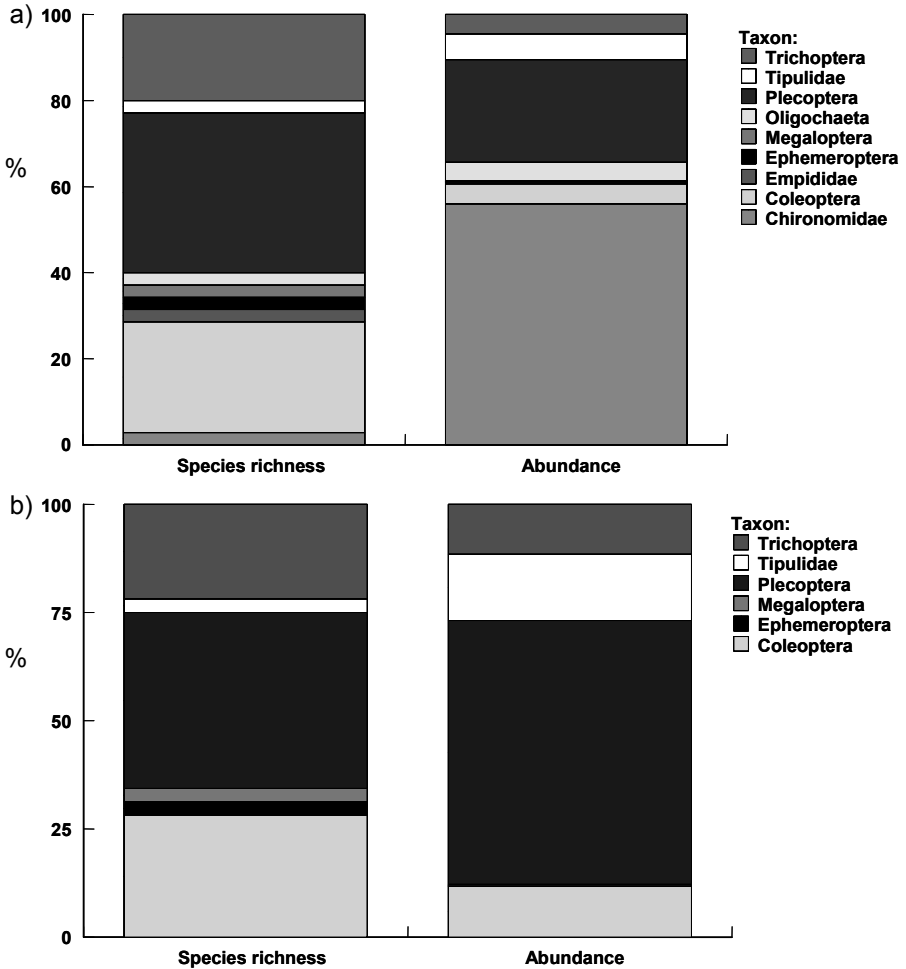 a)
100
80
60
40
20
0
%
Species richness
Abundance
Taxon:
Trichoptera
Tipulidae
Plecoptera
Oligochaeta
Megaloptera
Ephemeroptera
Empididae
Coleoptera
Chironomidae
b)
100
75
50
25
0
%
Species richness
Abundance
Taxon:
Trichoptera
Tipulidae
Plecoptera
Megaloptera
Ephemeroptera
Coleoptera